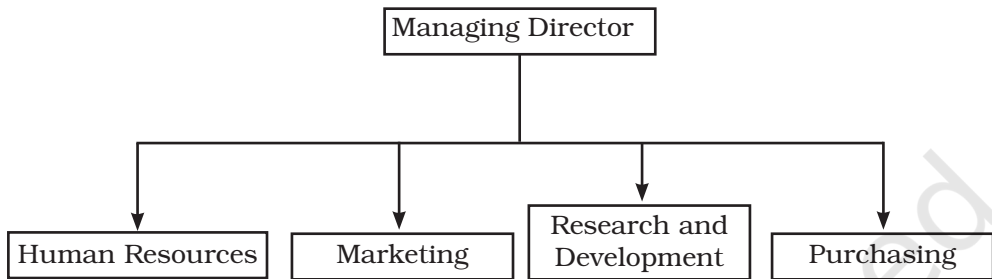 Managing Director
Human Resources
Marketing
Research and
Development
Purchasing